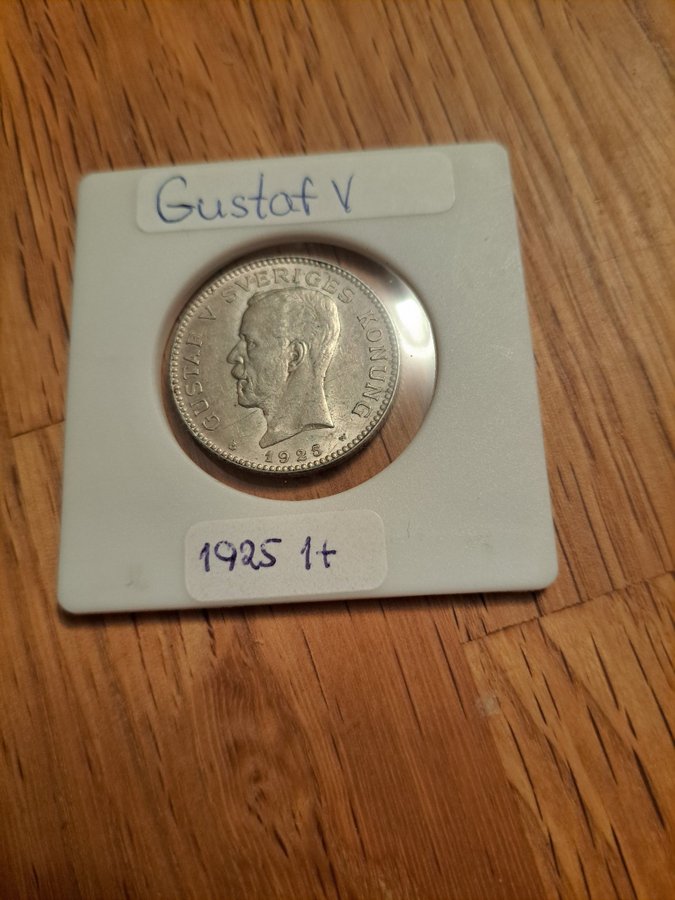 Gustaf V
GUSTAF V SVERIGES KONUNG
1925
1925 1+